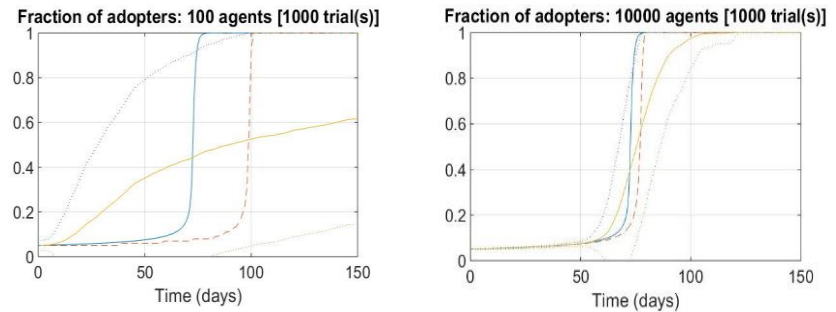 Fraction of adopters: 100 agents [1000 trial(s)]
1
0.8
0.6
0.4
0.2
0
0 50 100 150
Time (days)
Fraction of adopters: 10000 agents [1000 trial(s)]
1
0.8
0.6
0.4
0.2
0
0 50 100 150
Time (days)